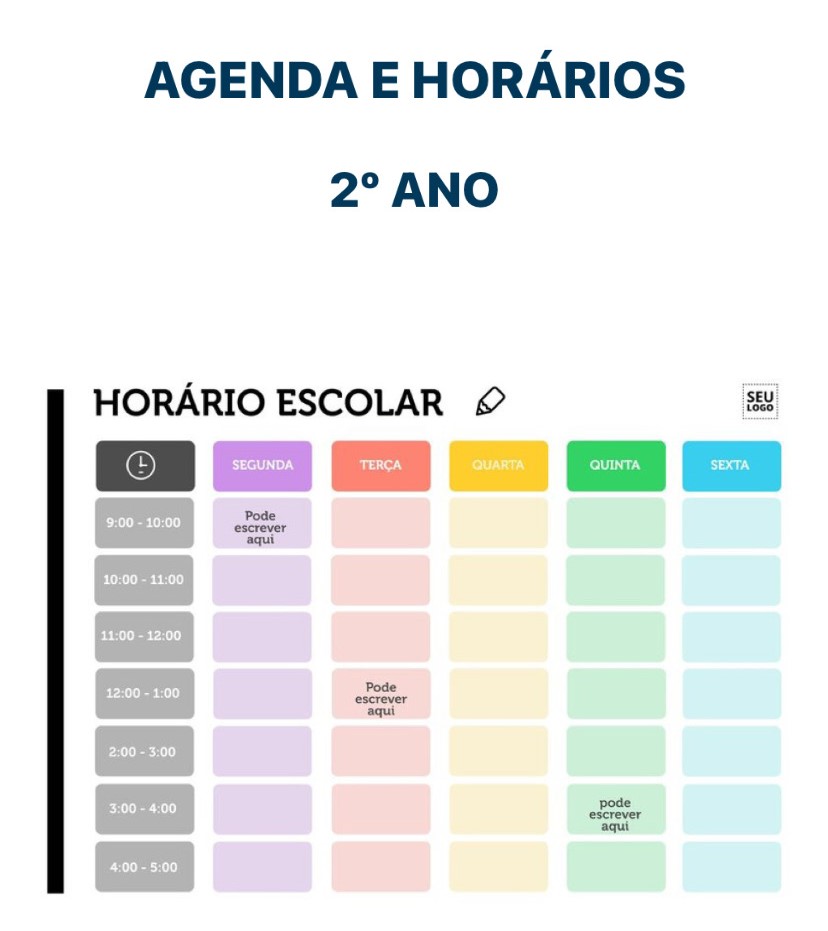 AGENDA E HORÁRIOS
2º ANO
HORÁRIO ESCOLAR
SEU
LOGO
SEGUNDA
TERÇA
QUARTA
QUINTA
SEXTA
9:00 - 10:00
Pode
escrever
aqui
10:00 - 11:00
11:00 - 12:00
12:00 - 1:00
Pode
escrever
aqui
2:00 - 3:00
3:00 - 4:00
pode
escrever
aqui
4:00 - 5:00